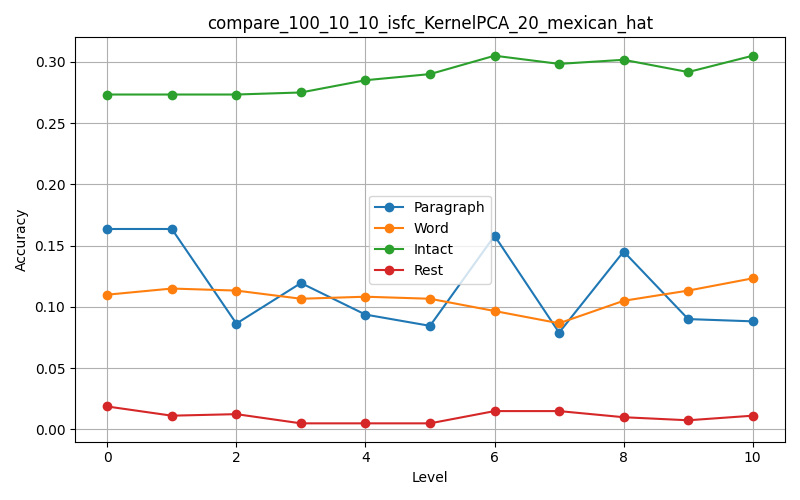 compare_100_10_10_isfc_KernelPCA_20_mexican_hat
Accuracy
0.30
0.25
0.20
0.15
0.10
0.05
0.00
Paragraph
Word
Intact
Rest
0 2 4 6 8 10
Level